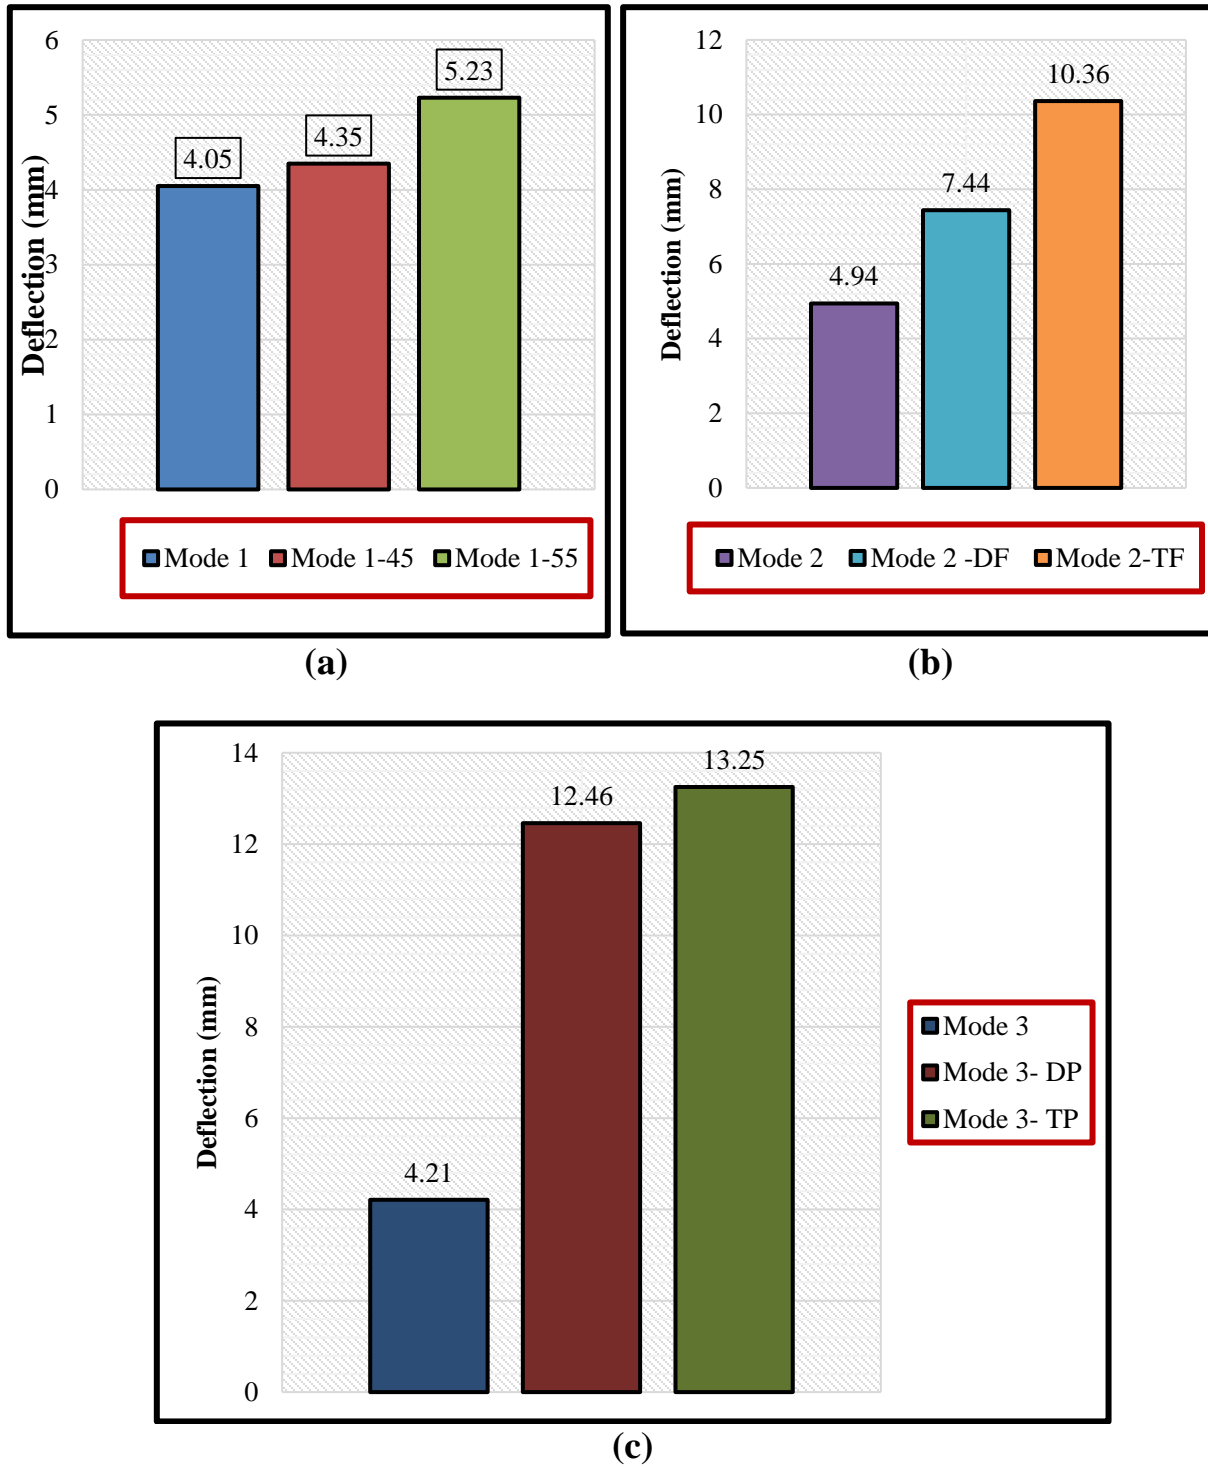 6
5
4
3
2
1
0
Deflection (mm)
4.05
4.35
5.23
Mode 1 Mode 1-45 Mode 1-55
(a)
12
10
8
6
4
2
0
Deflection (mm)
4.94
7.44
10.36
Mode 2 Mode 2 -DF Mode 2-TF
(b)
14
12
10
8
6
4
2
0
Deflection (mm)
4.21
12.46
13.25
Mode 3
Mode 3- DP
Mode 3- TP
(c)